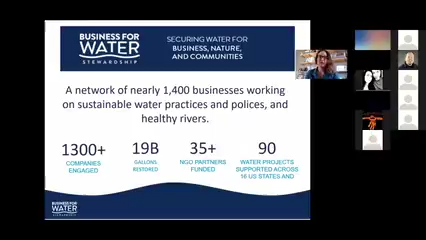 BUSINESS FOR
WATER
STEWARDSHIP
SECURING WATER FOR
BUSINESS, NATURE,
AND COMMUNITIES
A network of nearly 1,400 businesses working
on sustainable water practices and polices, and
healthy rivers.
1300+
COMPANIES
ENGAGED
19B
GALLONS
RESTORED
35+
NGO PARTNERS
FUNDED
90
WATER PROJECTS
SUPPORTED ACROSS
16 US STATES AND
BUSINESS FOR
WATER
STEWARDSHIP